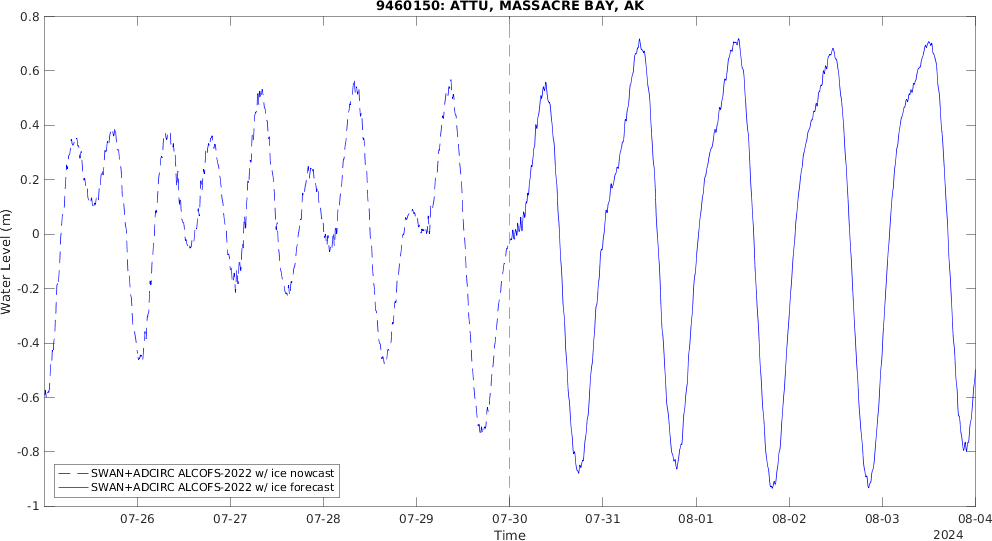 9460150: ATTU, MASSACRE BAY, AK
Water Level (m)
0.8
0.6
0.4
0.2
0
-0.2
-0.4
-0.6
-0.8
-1
SWAN+ADCIRC ALCOFS-2022 w/ ice nowcast
SWAN+ADCIRC ALCOFS-2022 w/ ice forecast
07-26 07-27 07-28 07-29 07-30 07-31 08-01 08-02 08-03 08-04
Time
2024